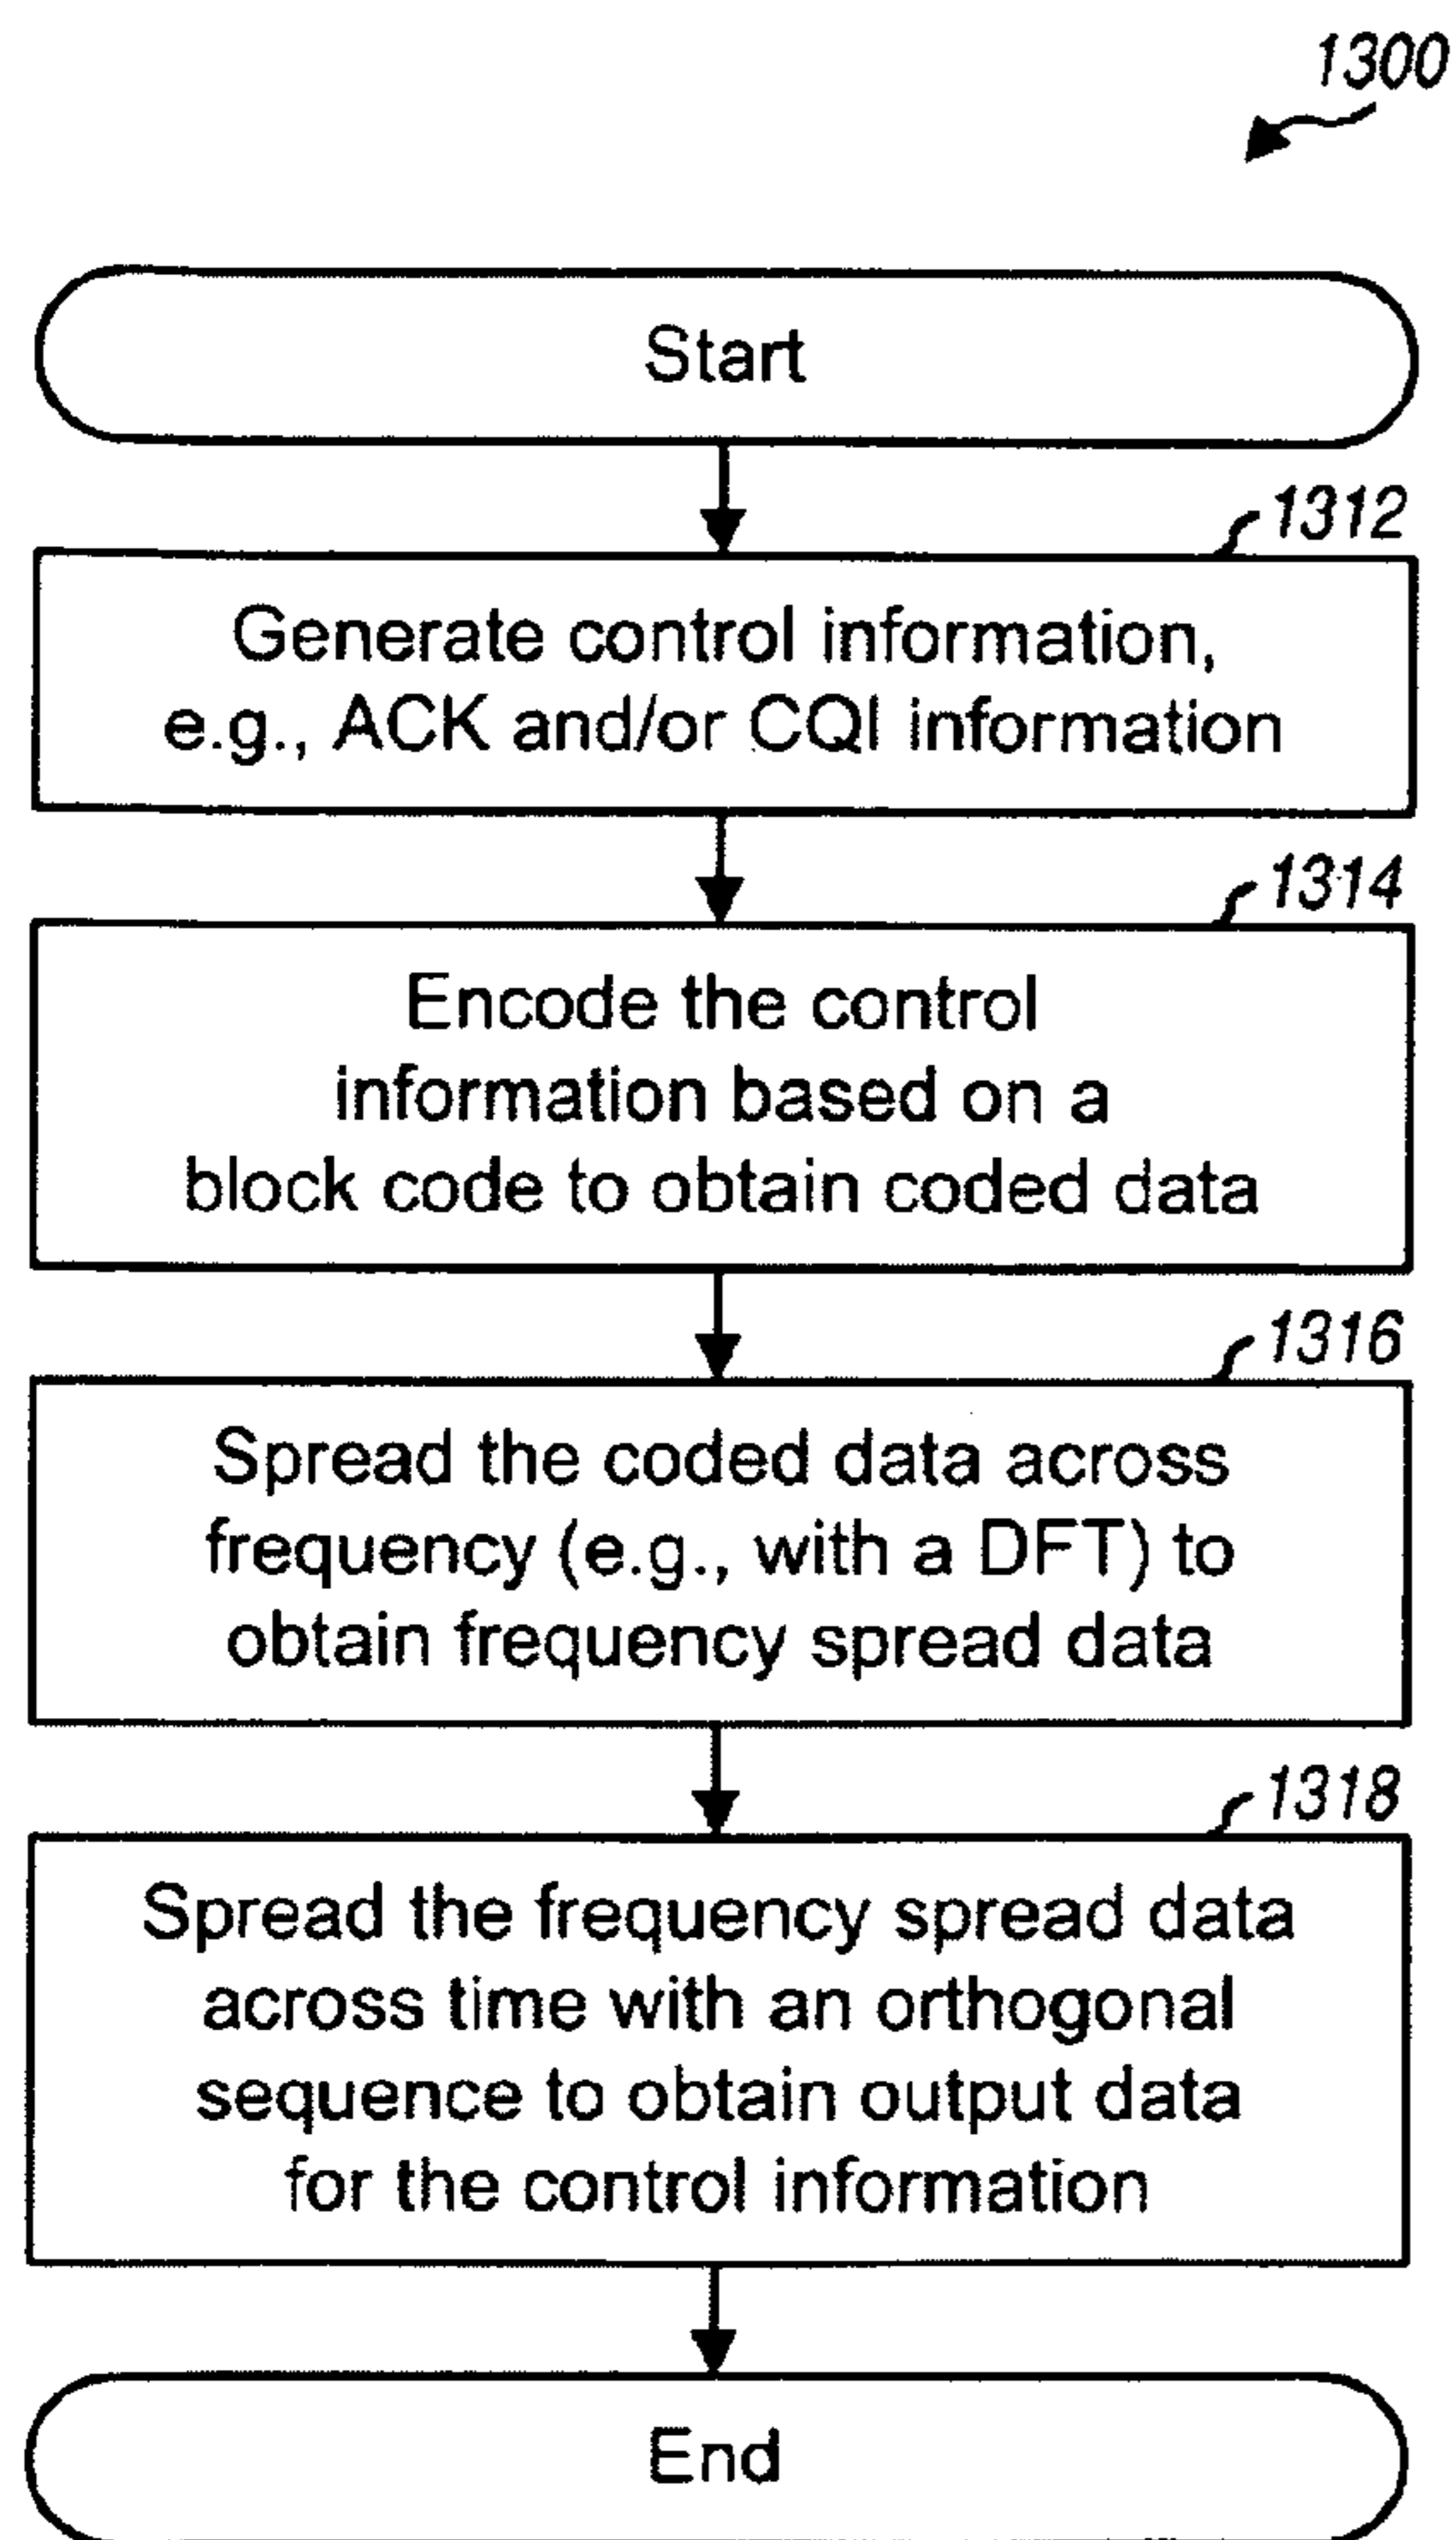 1300
Start
1312
Generate control information,
e.g., ACK and/or CQI information
1314
Encode the control
information based on a
block code to obtain coded data
1316
Spread the coded data across
frequency (e.g., with a DFT) to
obtain frequency spread data
1318
Spread the frequency spread data
across time with an orthogonal
sequence to obtain output data
for the control information
End